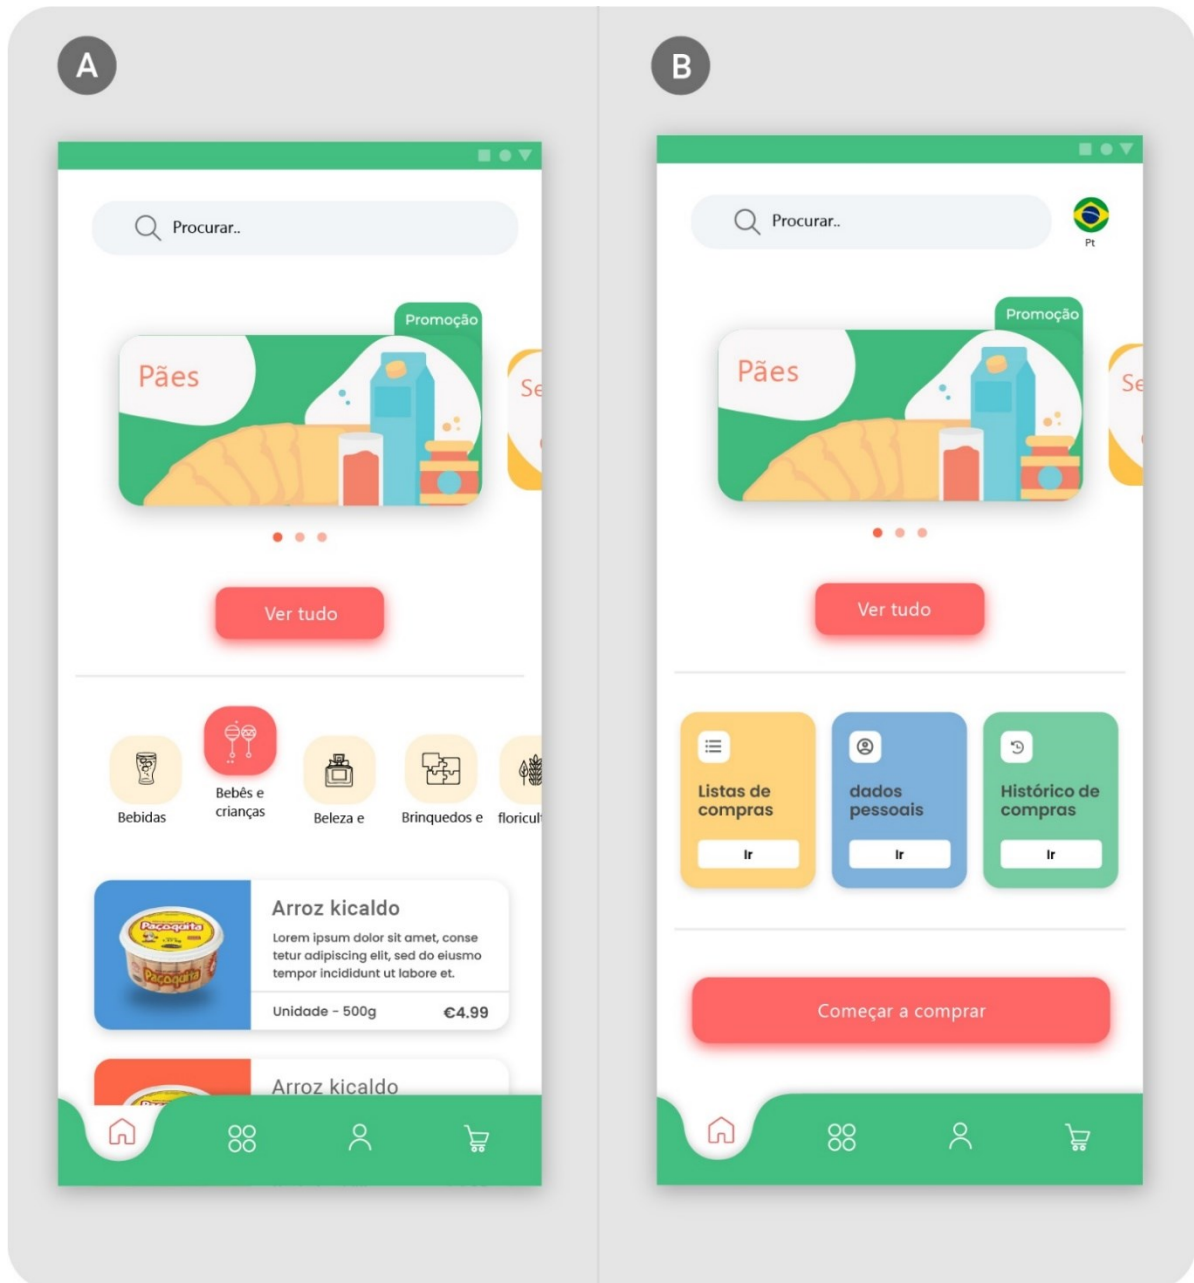 A
Procurar..
Promoção
Pães
Se
Ver tudo
Bebidas
Bebês e
crianças
Beleza e
Brinquedos e
floricult
Paçoquita
Paçoquita
Arroz kicaldo
Lorem ipsum dolor sit amet, conse
tetur adipiscing elit, sed do eiusmo
tempor incididunt ut labore et.
Unidade - 500g
€4.99
Arroz kicaldo
B
Procurar..
Pt
Promoção
Pães
Se
Ver tudo
Listas de
compras
Ir
dados
pessoais
Ir
Histórico de
compras
Ir
Começar a comprar